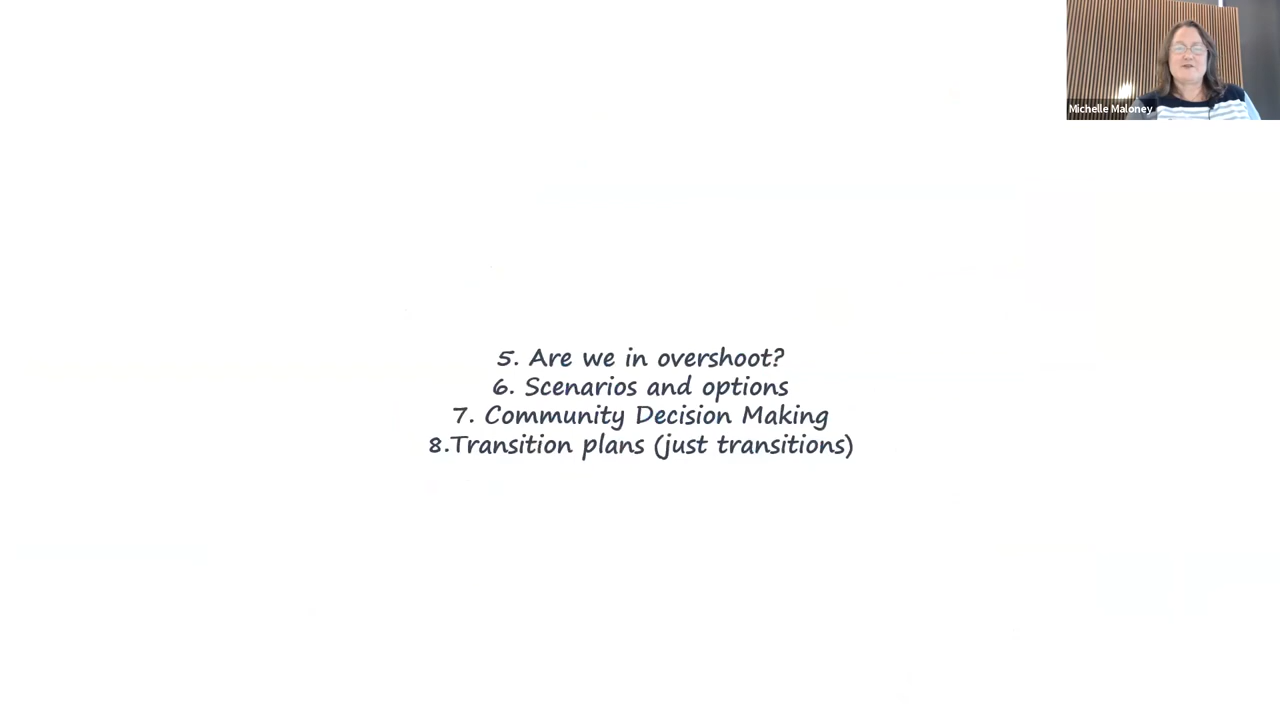 Michelle Maloney
5. Are we in overshoot?
6. Scenarios and options
7. Community Decision Making
8.Transition plans (just transitions)